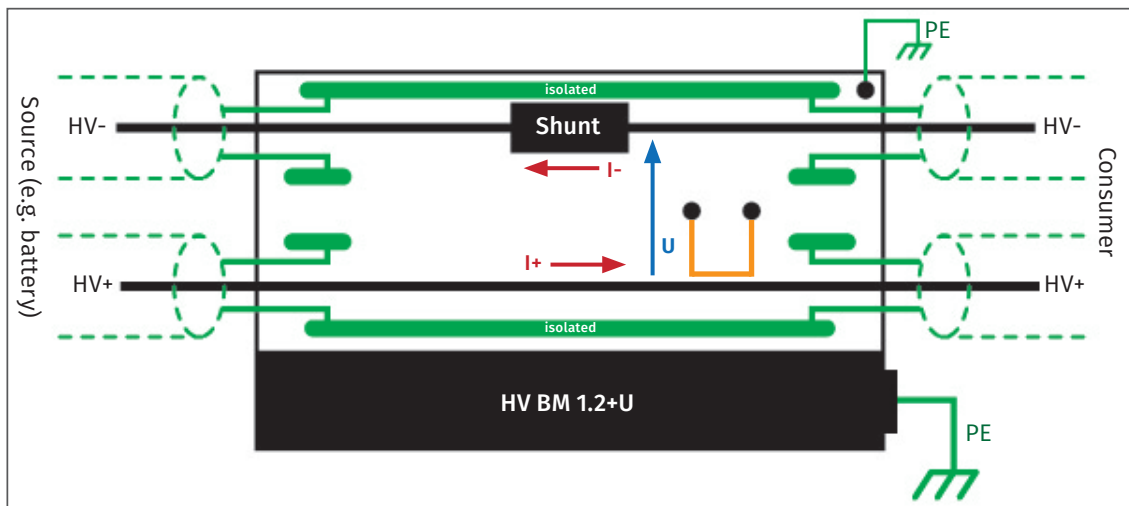 PE
isolated
Source (e.g. battery)
HV-
Shunt
HV-
I-
Consumer
U
I+
HV+
HV+
isolated
HV BM 1.2+U
PE